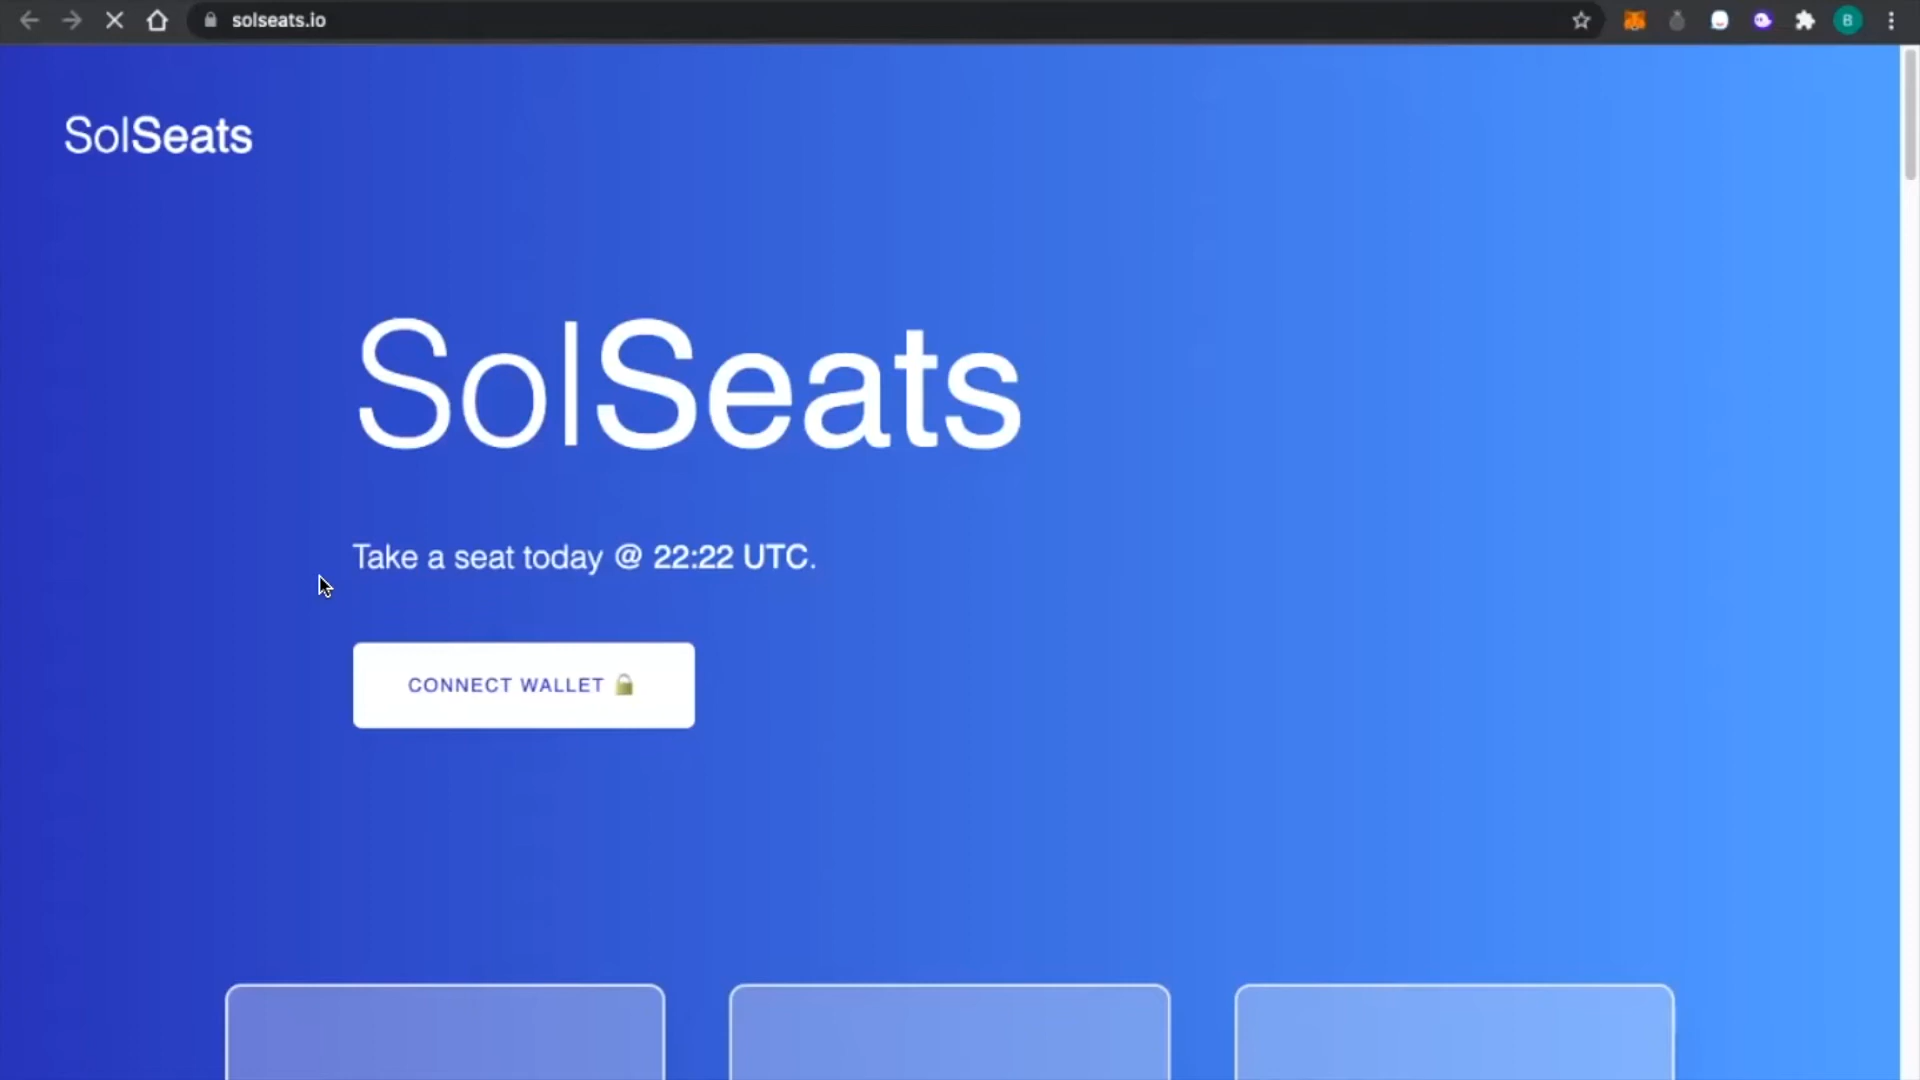 solseats.io
B
SolSeats
SolSeats
Take a seat today @ 22:22 UTC.
CONNECT WALLET 🔒